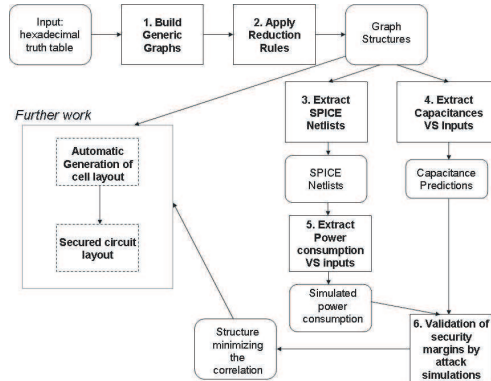 Input:
hexadecimal
truth table
1. Build
Generic
Graphs
2. Apply
Reduction
Rules
Graph
Structures
3. Extract
SPICE
Netlists
4. Extract
Capacitances
VS Inputs
Further work
Automatic
Generation of
cell layout
SPICE
Netlists
Capacitance
Predictions
Secured circuit
layout
5. Extract
Power
consumption
VS inputs
Simulated
power
consumption
Structure
minimizing
the
correlation
6. Validation of
security
margins by
attack
simulations